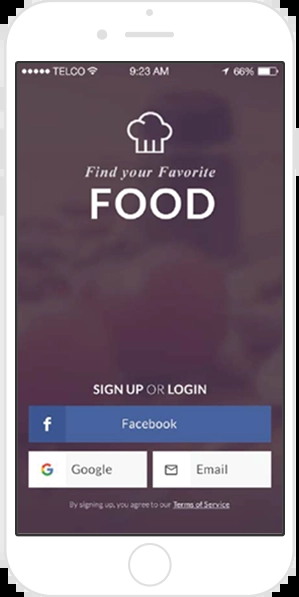 TELCO 9:23 AM 66%
Find your Favorite
FOOD
SIGN UP OR LOGIN
f Facebook
G Google Email
By signing up, you agree to our Terms of Service